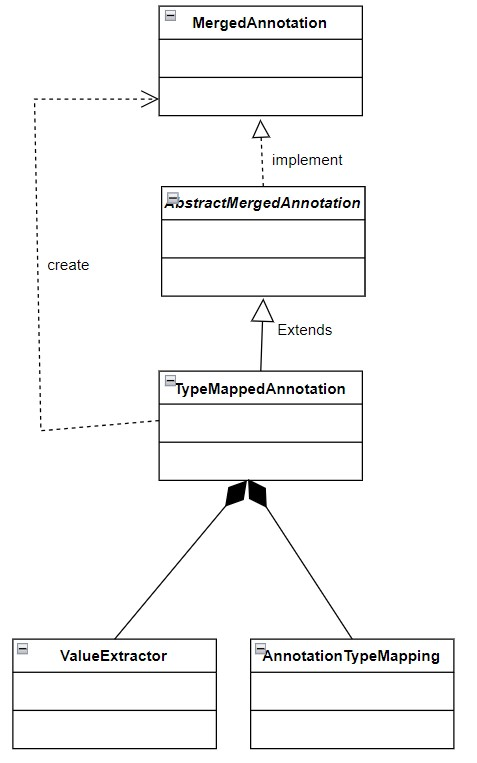 MergedAnnotation
implement
AbstractMergedAnnotation
create
Extends
TypeMappedAnnotation
ValueExtractor
AnnotationTypeMapping